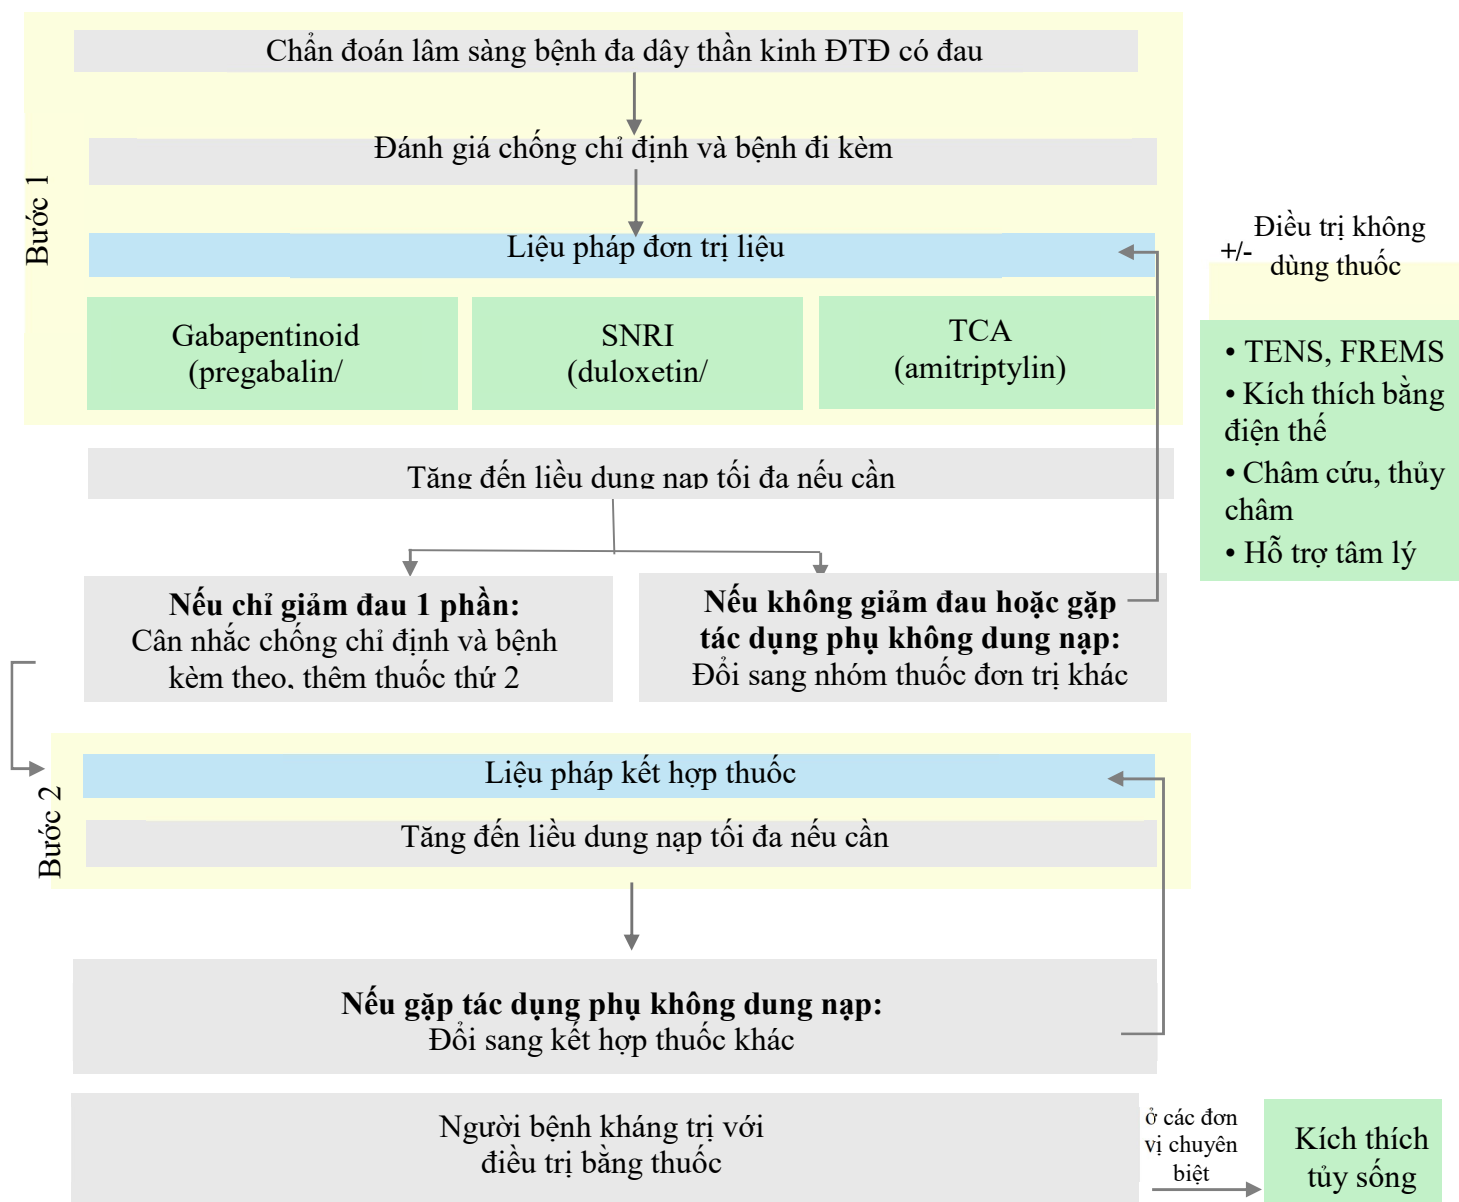 Chẩn đoán lâm sàng bệnh đa dây thần kinh ĐTĐ có đau
Đánh giá chống chỉ định và bệnh đi kèm
Bước 1
Liệu pháp đơn trị liệu
Gabapentinoid
(pregabalin/
SNRI
(duloxetin/
TCA
(amitriptylin)
+/-
Điều trị không
dùng thuốc
• TENS, FREMS
• Kích thích bằng
điện thế
• Châm cứu, thủy
châm
• Hỗ trợ tâm lý
Tăng đến liều dung nạp tối đa nếu cần
Nếu chỉ giảm đau 1 phần:
Cân nhắc chống chỉ định và bệnh
kèm theo, thêm thuốc thứ 2
Nếu không giảm đau hoặc gặp
tác dụng phụ không dung nạp:
Đổi sang nhóm thuốc đơn trị khác
Bước 2
Liệu pháp kết hợp thuốc
Tăng đến liều dung nạp tối đa nếu cần
Nếu gặp tác dụng phụ không dung nạp:
Đổi sang kết hợp thuốc khác
Người bệnh kháng trị với
điều trị bằng thuốc
ở các đơn
vị chuyên
biệt
Kích thích
tủy sống